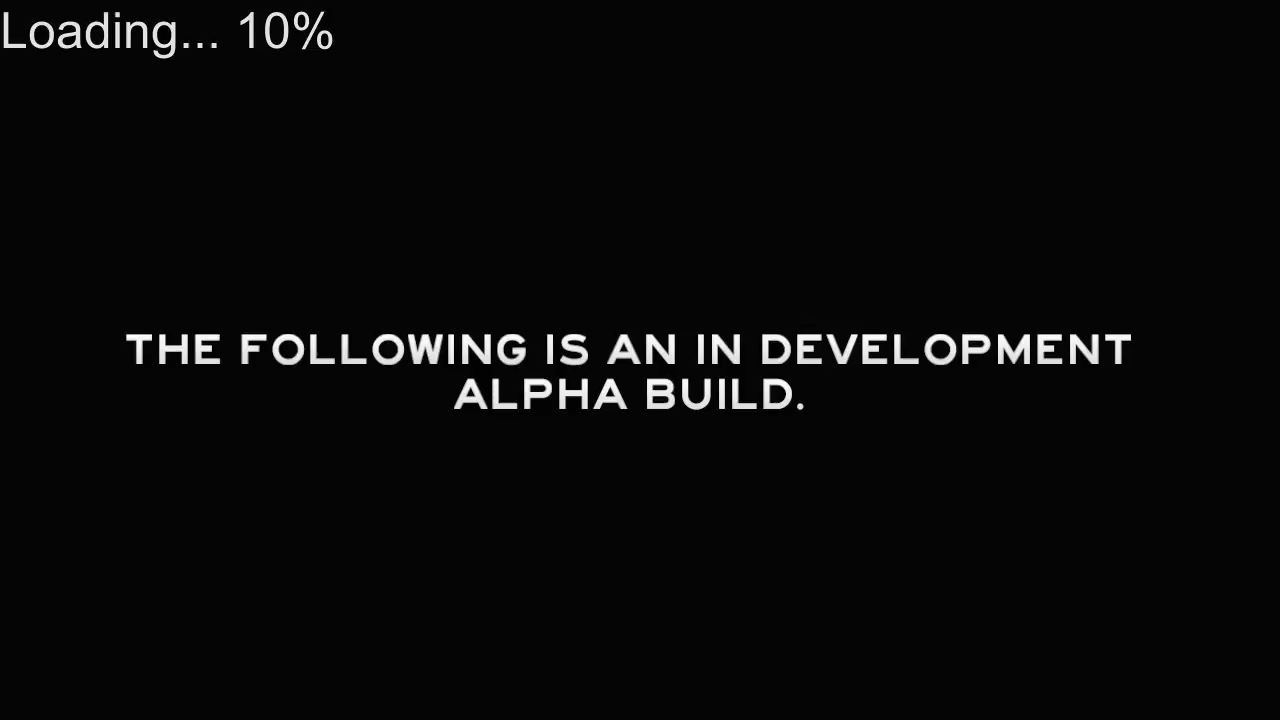 Loading... 10%
THE FOLLOWING IS AN IN DEVELOPMENT
ALPHA BUILD.